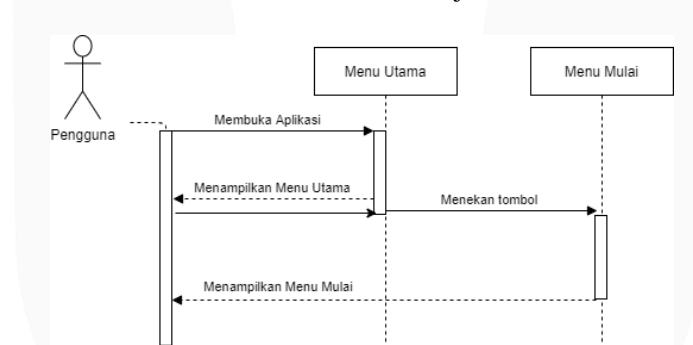 Menu Utama
Menu Mulai
Pengguna
Membuka Aplikasi
Menampilkan Menu Utama
Menekan tombol
Menampilkan Menu Mulai